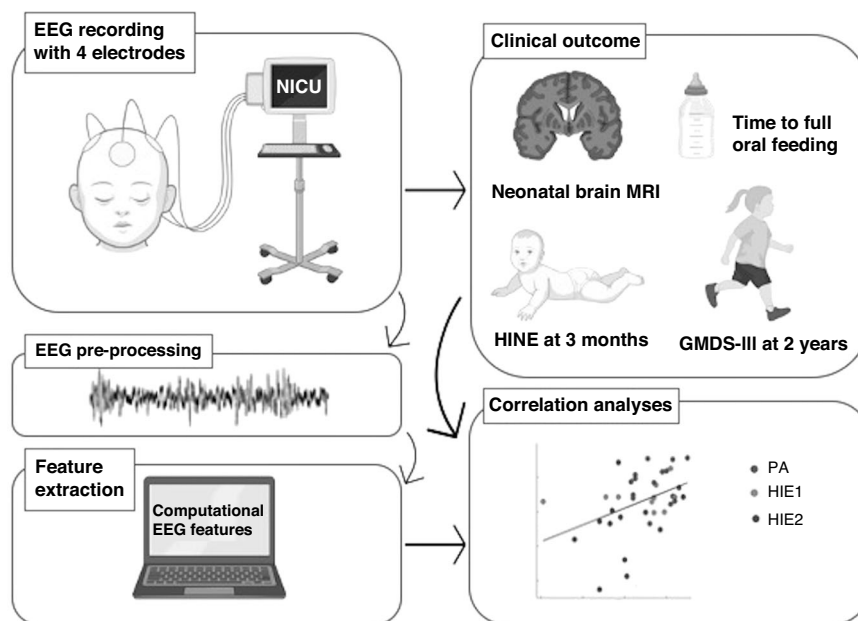 EEG recording
with 4 electrodes
NICU
Clinical outcome
Time to full
oral feeding
Neonatal brain MRI
HINE at 3 months
GMDS-III at 2 years
EEG pre-processing
Feature
extraction
Computational
EEG features
Correlation analyses
PA
HIE1
HIE2